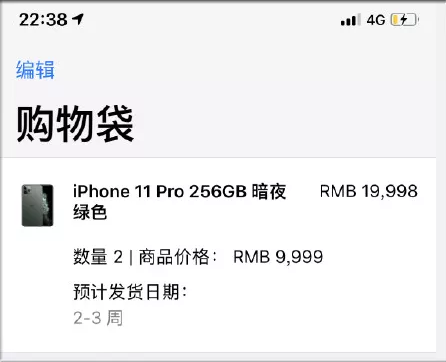 22:38 4G
编辑
购物袋
iPhone 11 Pro 256GB 暗夜 RMB 19,998
绿色
数量 2 | 商品价格： RMB 9,999
预计发货日期：
2-3 周